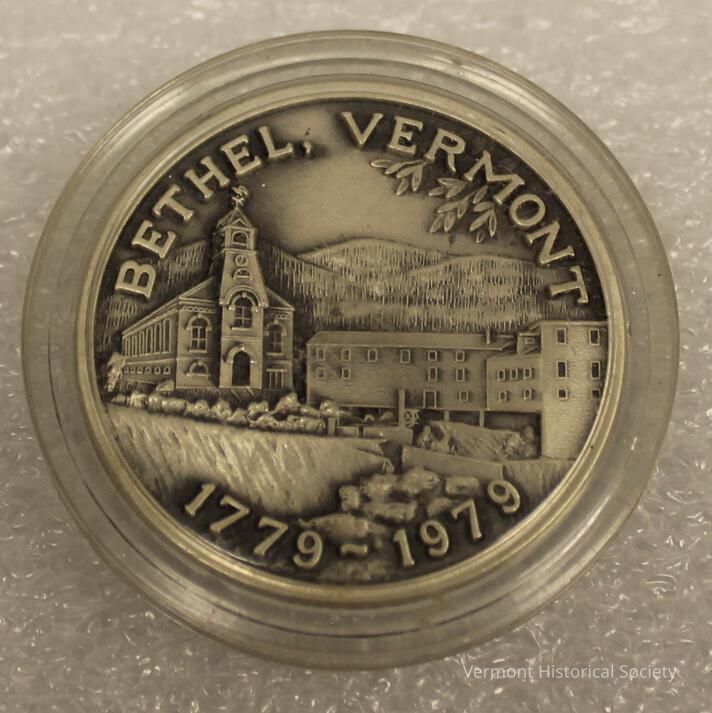 BETHEL, VERMONT
1779~1979
Vermont Historical Society